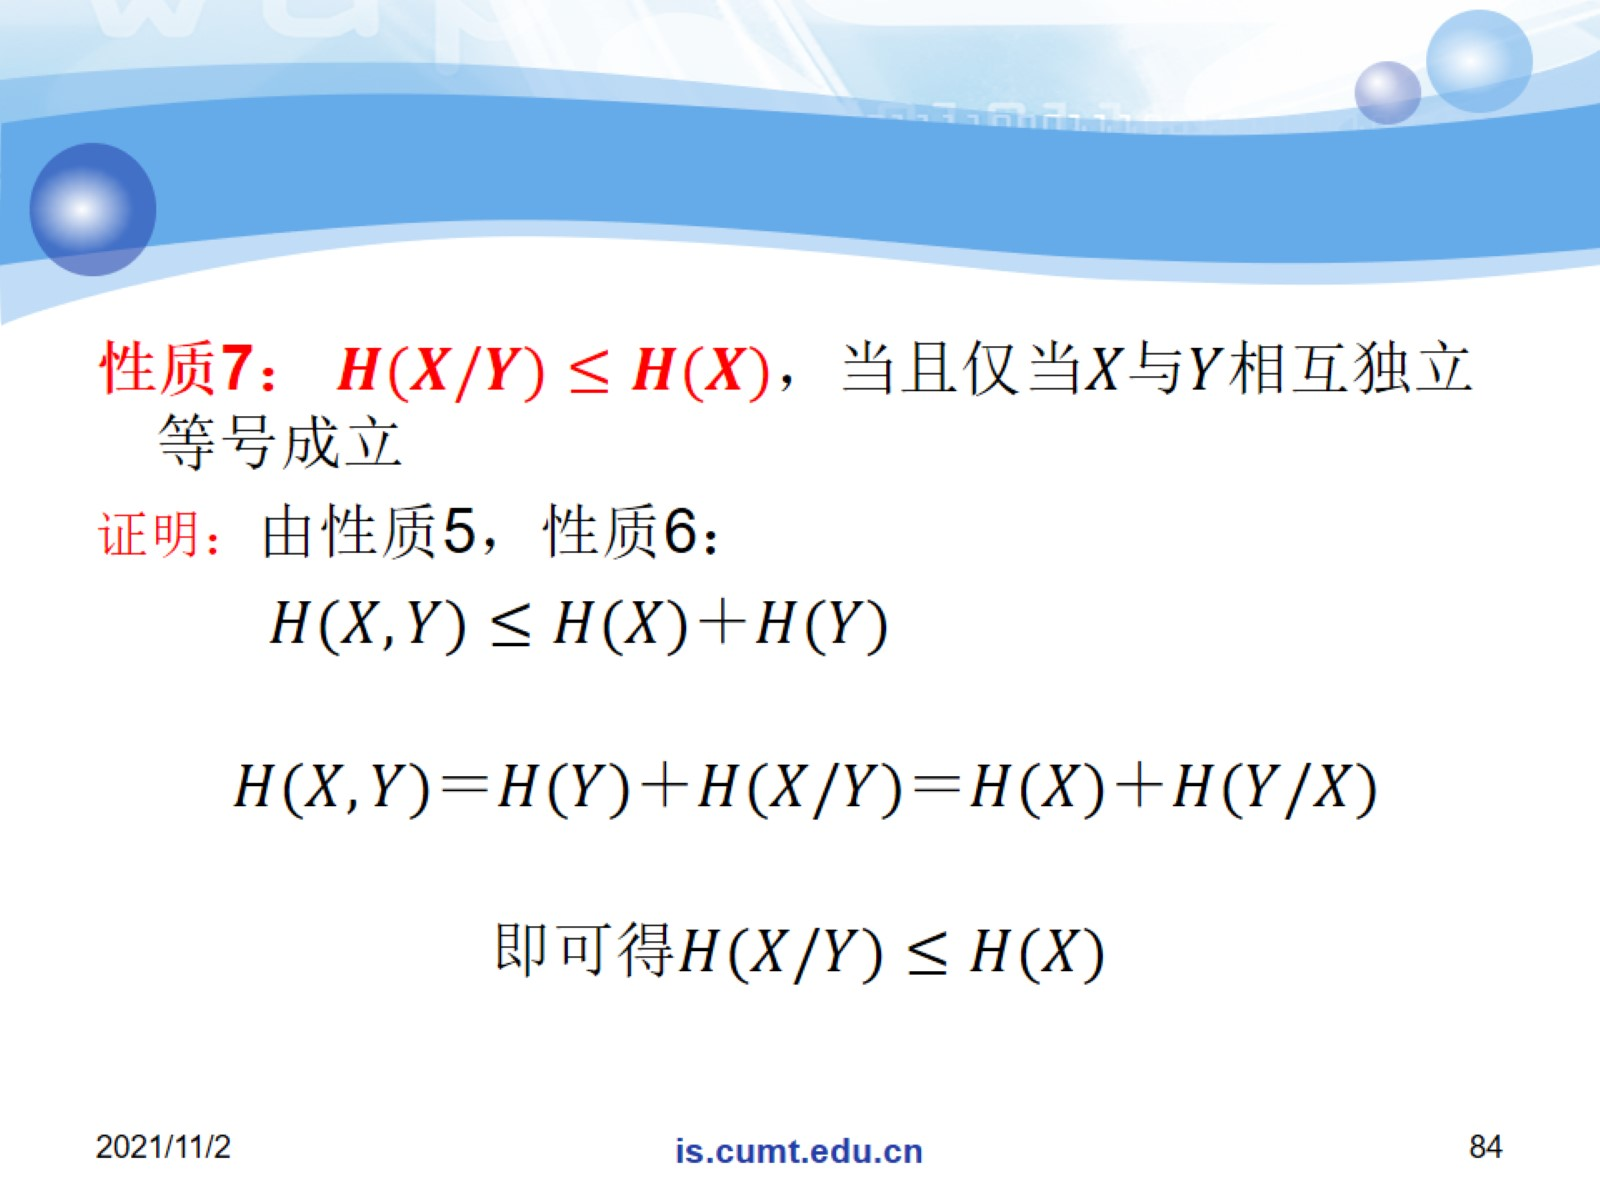 性质7： H(X/Y) ≤ H(X)，当且仅当X与Y相互独立
等号成立
证明：由性质5，性质6：
H(X,Y) ≤ H(X)+H(Y)
H(X,Y)=H(Y)+H(X/Y)=H(X)+H(Y/X)
即可得H(X/Y) ≤ H(X)
2021/11/2
is.cumt.edu.cn
84